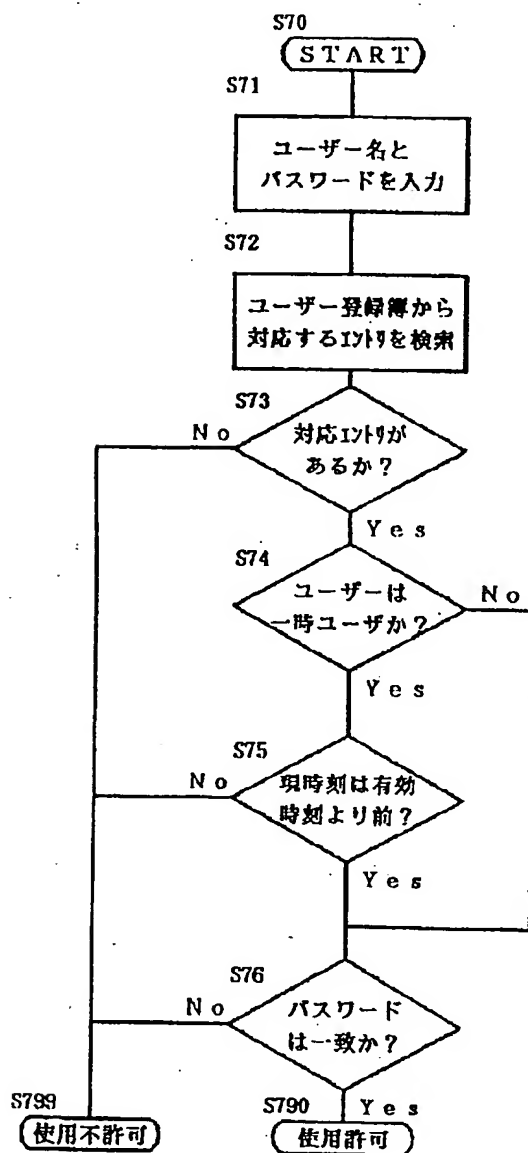 S70
START
S71
ユーザー名と
パスワードを入力
S72
ユーザー登録簿から
対応するエントリを検索
S73
No
対応エントリが
あるか?
Yes
S74
ユーザーは
一時ユーザか?
No
Yes
S75
No
現時刻は有効
時刻より前?
Yes
S76
No
パスワード
は一致か?
Yes
S799
使用不許可
S790
使用許可